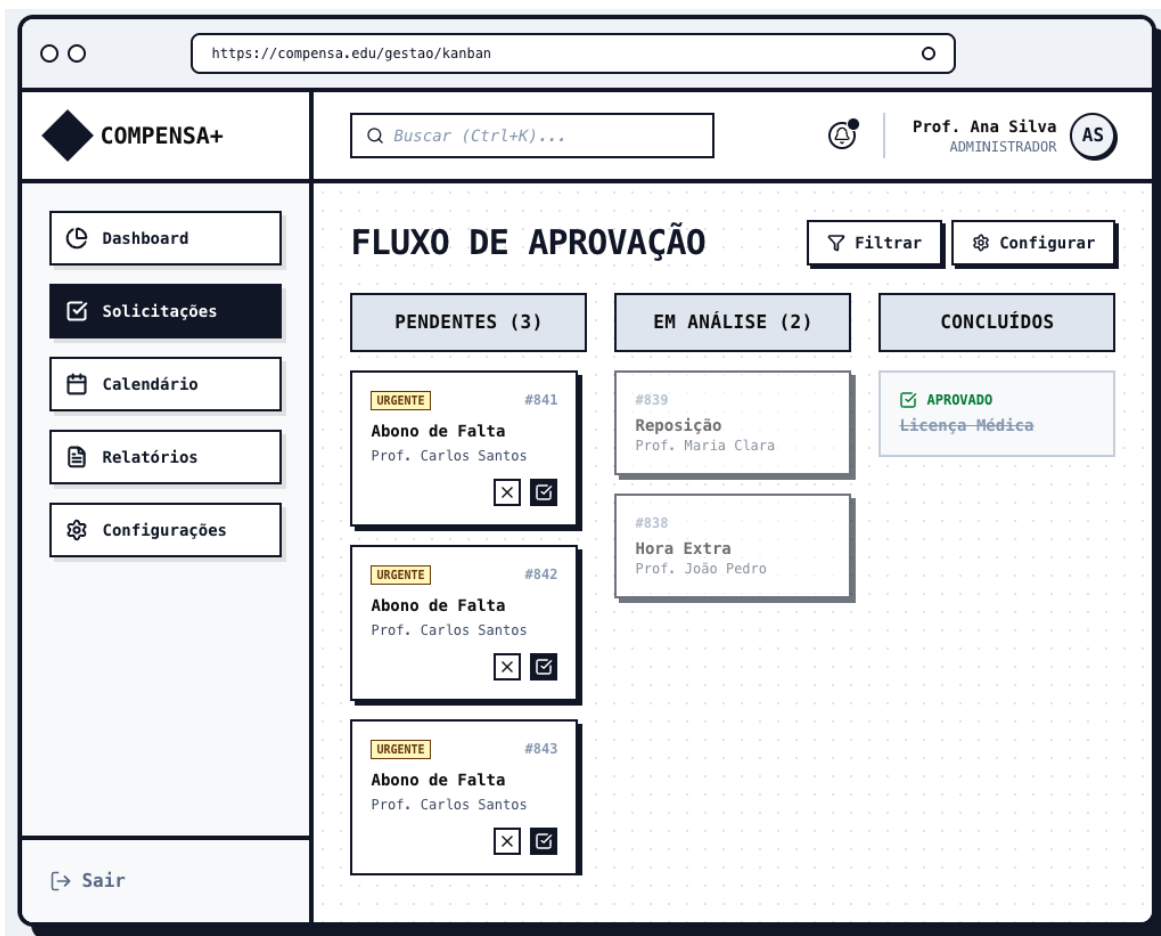 https://compensa.edu/gestao/kanban
COMPENSA+
Buscar (Ctrl+K)...
Prof. Ana Silva
ADMINISTRADOR
AS
Dashboard
Solicitações
Calendário
Relatórios
Configurações
Sair
FLUXO DE APROVAÇÃO
Filtrar
Configurar
PENDENTES (3)
URGENTE #841
Abono de Falta
Prof. Carlos Santos
URGENTE #842
Abono de Falta
Prof. Carlos Santos
URGENTE #843
Abono de Falta
Prof. Carlos Santos
EM ANÁLISE (2)
#839
Reposição
Prof. Maria Clara
#838
Hora Extra
Prof. João Pedro
CONCLUÍDOS
APROVADO
Licença Médica